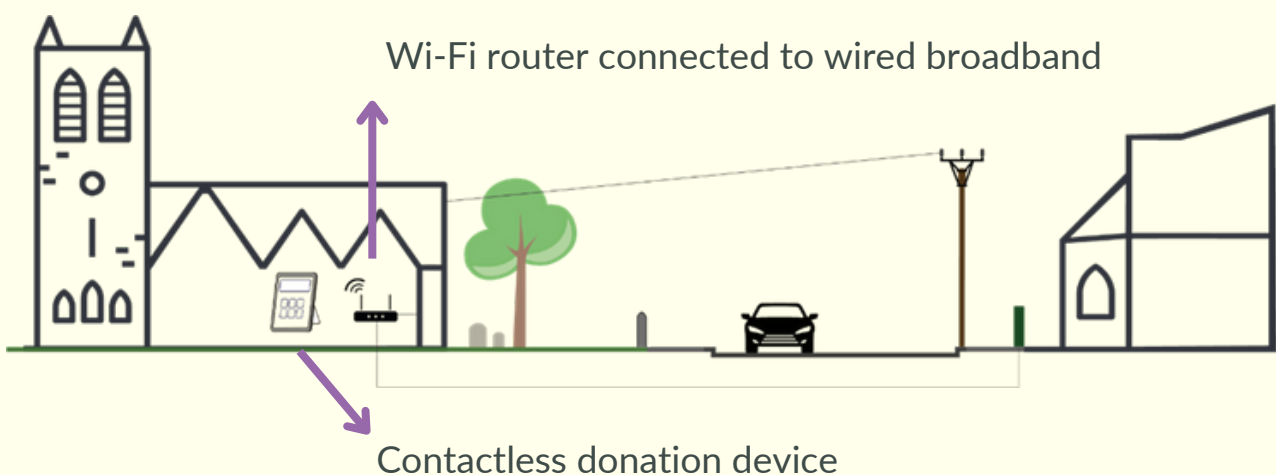 Wi-Fi router connected to wired broadband
Contactless donation device